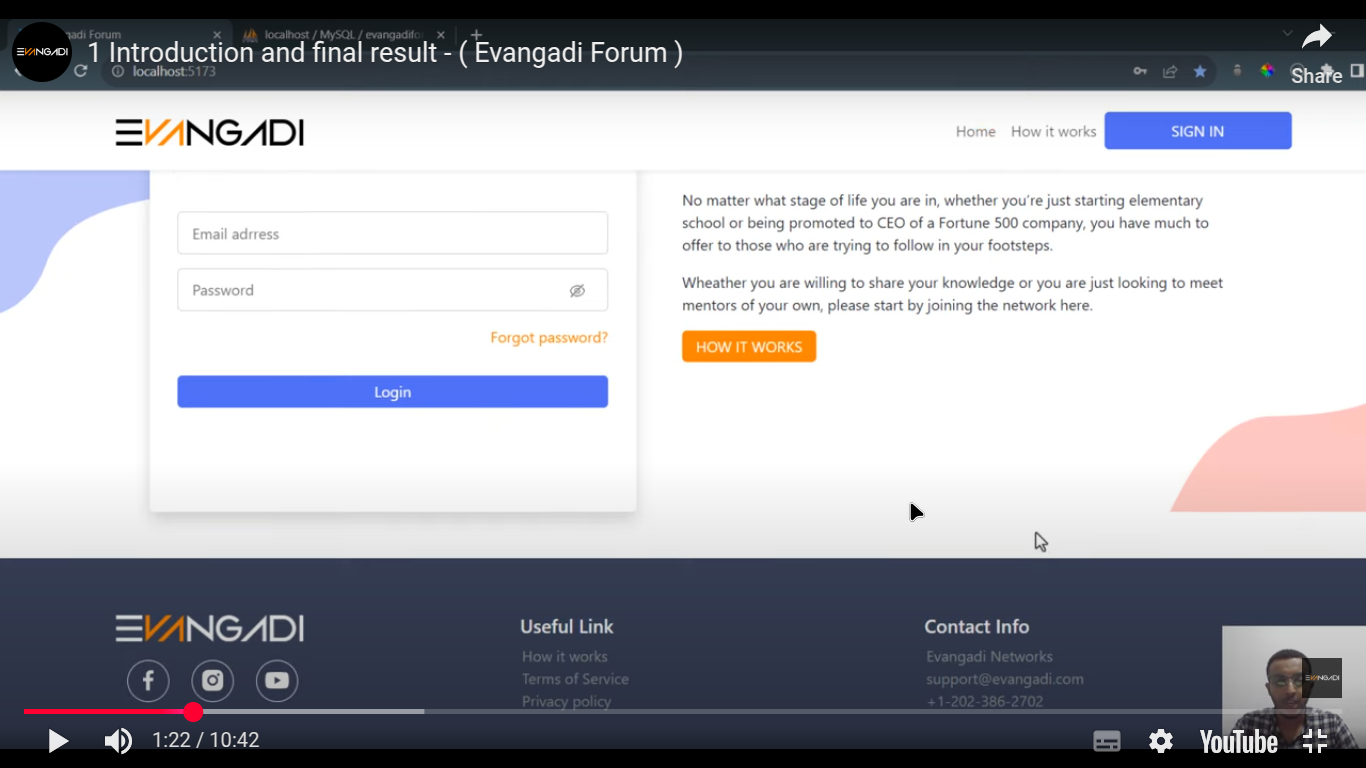 EVANGADI
1 Introduction and final result - ( Evangadi Forum )
Share
adi Forum
localhost / MySQL / evangadifo
localhost:5173
EVANGADI
Home
How it works
SIGN IN
Email adrress
Password
Forgot password?
Login
No matter what stage of life you are in, whether you're just starting elementary
school or being promoted to CEO of a Fortune 500 company, you have much to
offer to those who are trying to follow in your footsteps.
Wheather you are willing to share your knowledge or you are just looking to meet
mentors of your own, please start by joining the network here.
HOW IT WORKS
EVANGADI
Useful Link
How it works
Terms of Service
Privacy policy
Contact Info
Evangadi Networks
support@evangadi.com
+1-202-386-2702
EVANGADI
1:22 / 10:42
YouTube